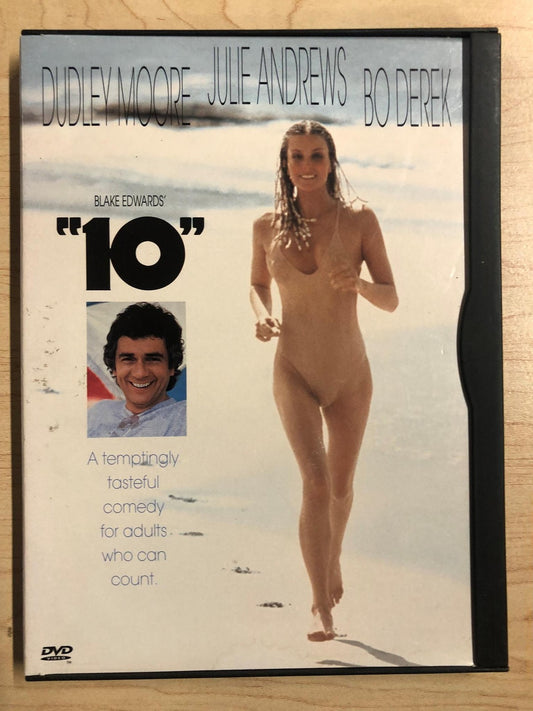 DUDLEY MOORE JULIE ANDREWS BO DEREK
BLAKE EDWARDS'
"10"
A temptingly
tasteful
comedy
for adults
who can
count.
DVD
VIDEO
TM